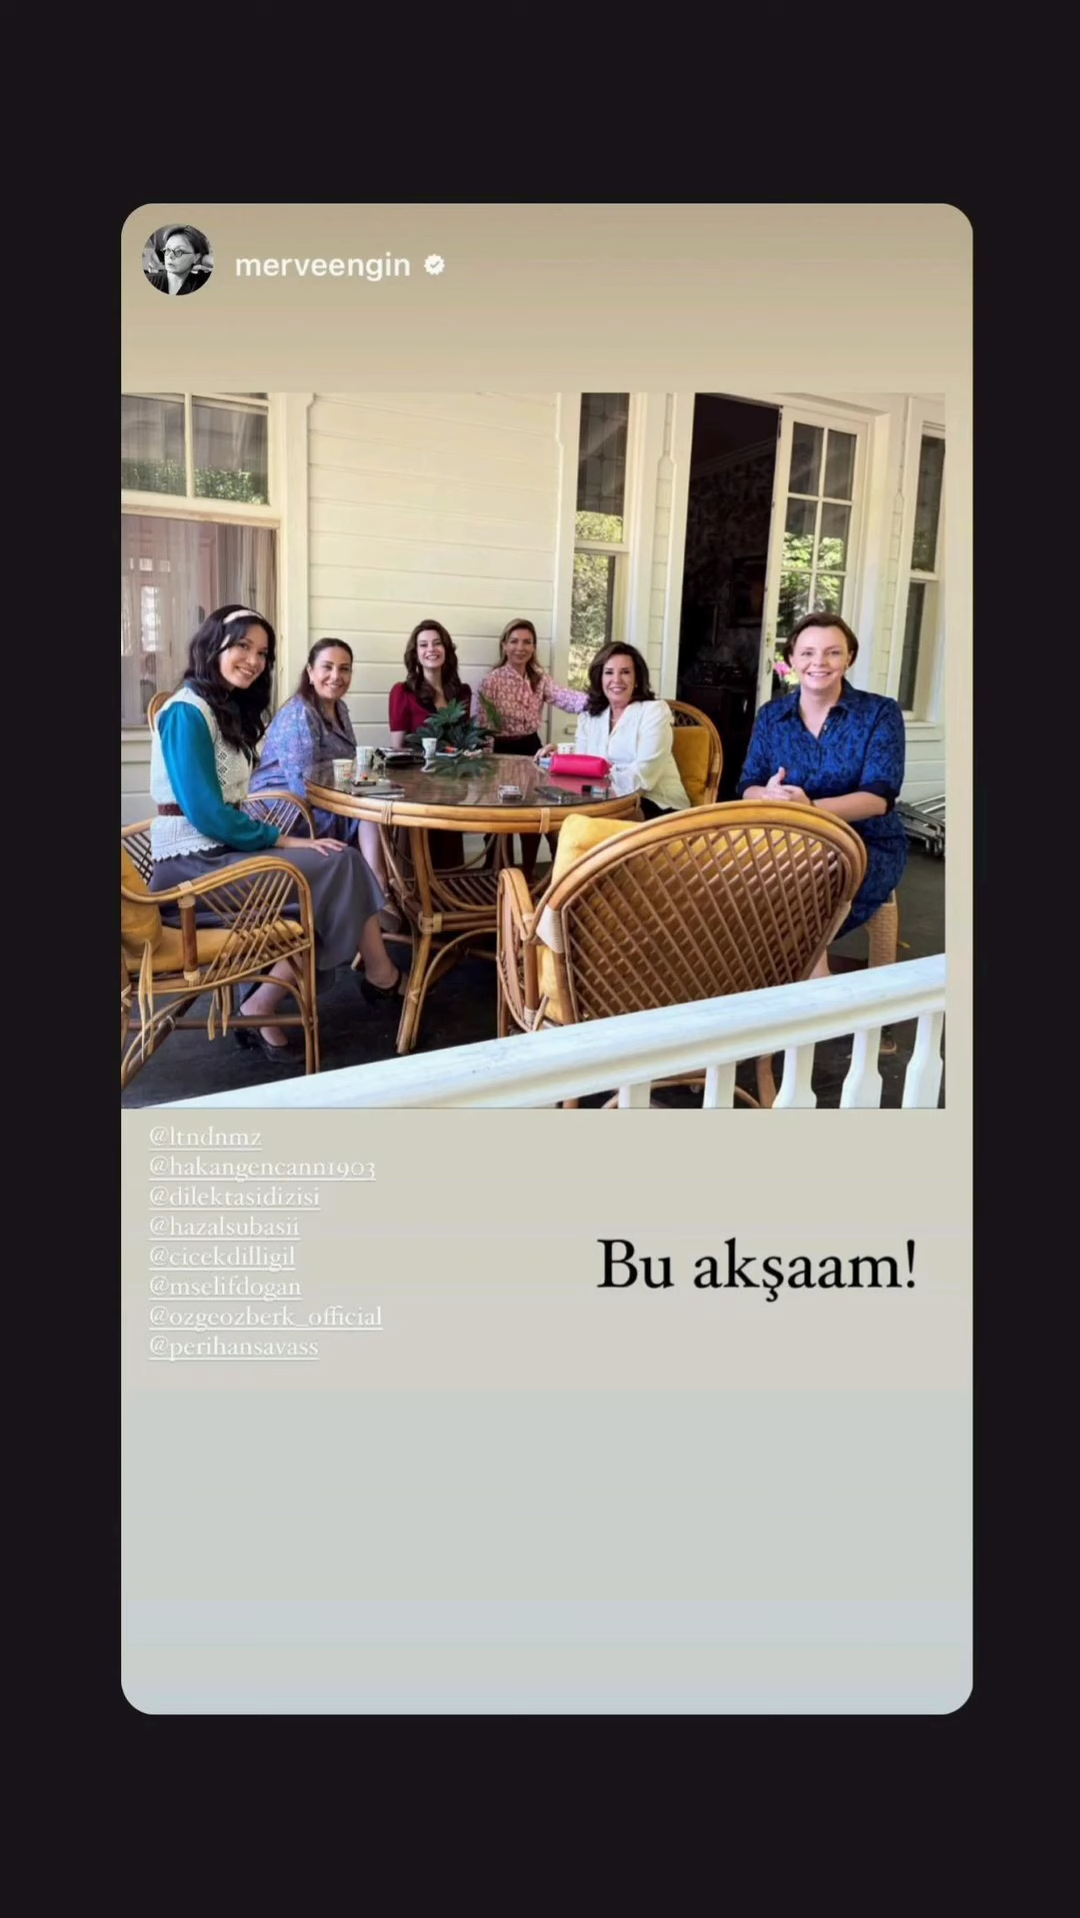 merveengin
@ltndnmz
@hakangencann1903
@dilektasidizisi
@hazalsubasii
@cicekdilligil
@mselifdogan
@ozgeozberk_official
@perihansavass
Bu akşaam!